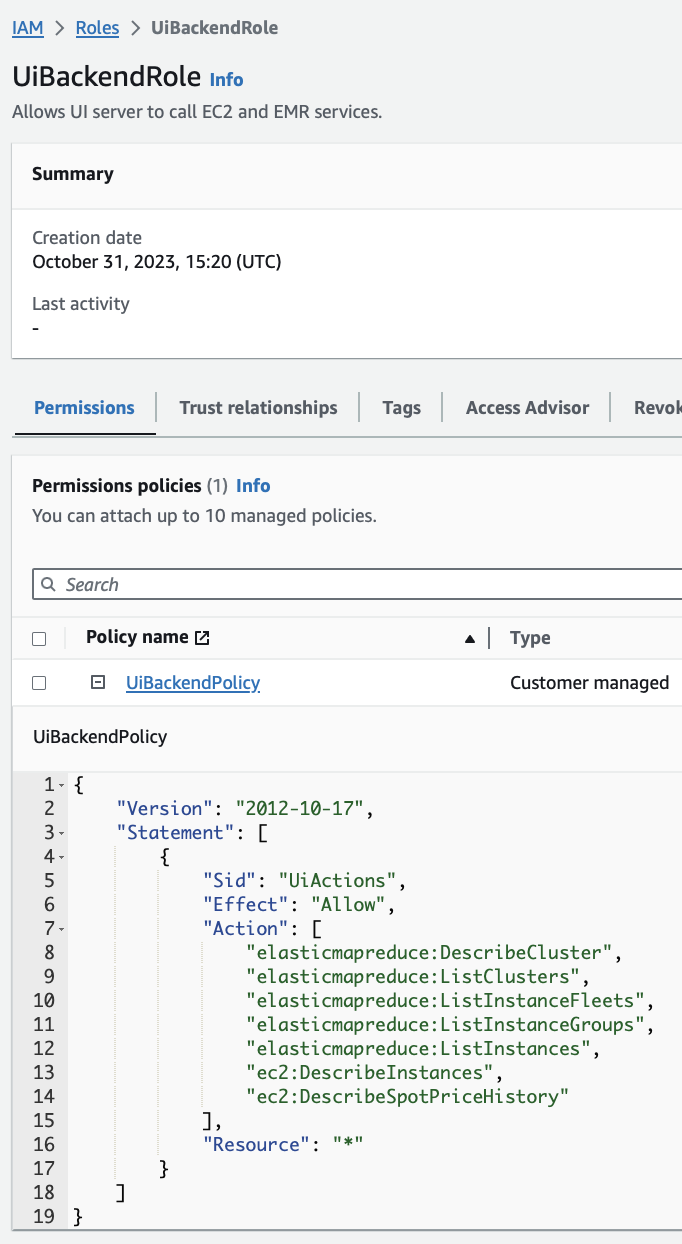 IAM > Roles > UiBackendRole
UiBackendRole Info
Allows UI server to call EC2 and EMR services.
Summary
Creation date
October 31, 2023, 15:20 (UTC)
Last activity
-
Permissions Trust relationships Tags Access Advisor Revok
Permissions policies (1) Info
You can attach up to 10 managed policies.
Search
Policy name Type
UiBackendPolicy Customer managed
UiBackendPolicy
1 {
2     "Version": "2012-10-17",
3     "Statement": [
4         {
5             "Sid": "UiActions",
6             "Effect": "Allow",
7             "Action": [
8                 "elasticmapreduce:DescribeCluster",
9                 "elasticmapreduce:ListClusters",
10                 "elasticmapreduce:ListInstanceFleets",
11                 "elasticmapreduce:ListInstanceGroups",
12                 "elasticmapreduce:ListInstances",
13                 "ec2:DescribeInstances",
14                 "ec2:DescribeSpotPriceHistory"
15             ],
16             "Resource": "*"
17         }
18     ]
19 }